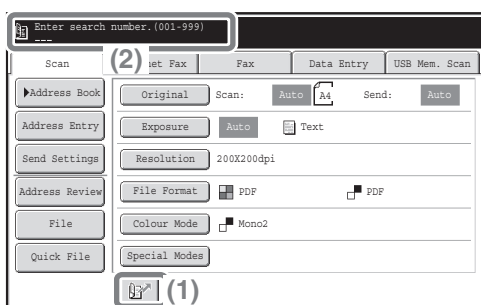 Enter search number.(001-999)
---
Scan (2) et Fax Fax Data Entry USB Mem. Scan
Address Book Original Scan: Auto A4 Send: Auto
Address Entry Exposure Auto Text
Send Settings Resolution 200X200dpi
Address Review File Format PDF PDF
File Colour Mode Mono2
Quick File Special Modes
(1)